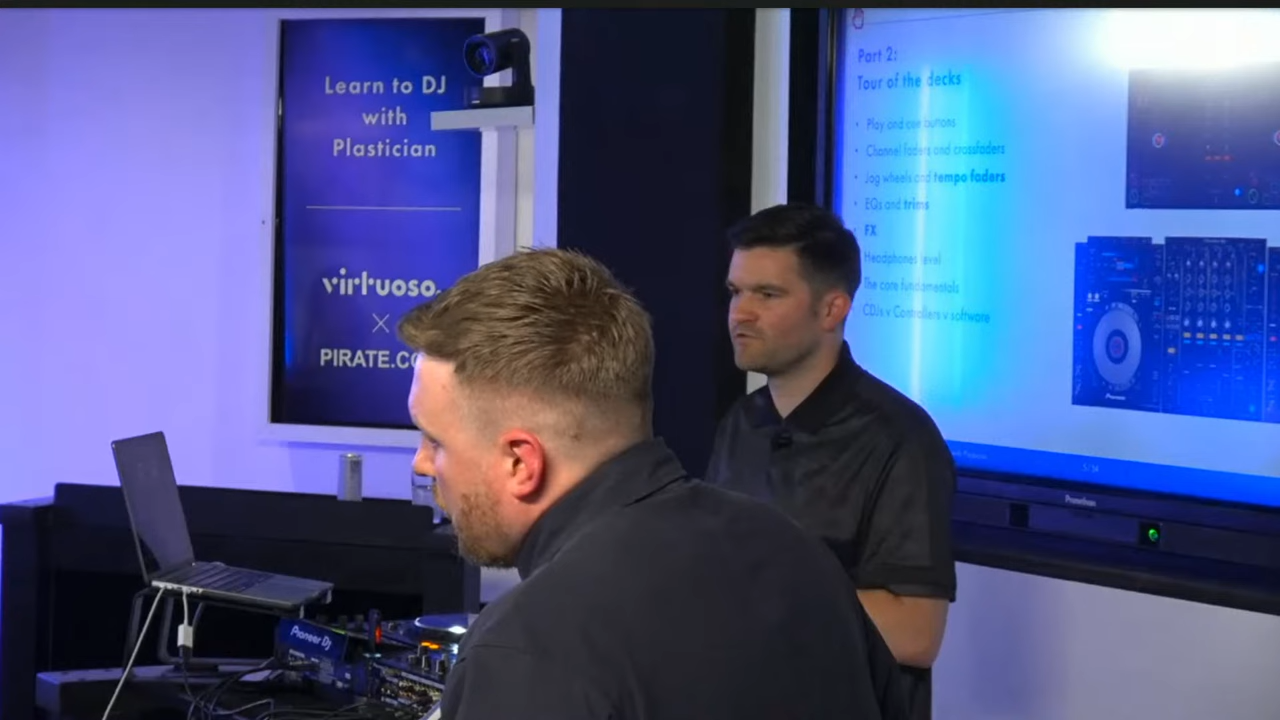 Learn to DJ
with
Plastician
virtuoso.
×
PIRATE.C
Part 2:
Tour of the decks
• Play and cue buttons
• Channel faders and crossfaders
• Jog wheels and tempo faders
• EQs and trims
• FX
• Headphones level
• The core fundamentals
• CDJs v Controllers v software
Pioneer Dj
Promethean